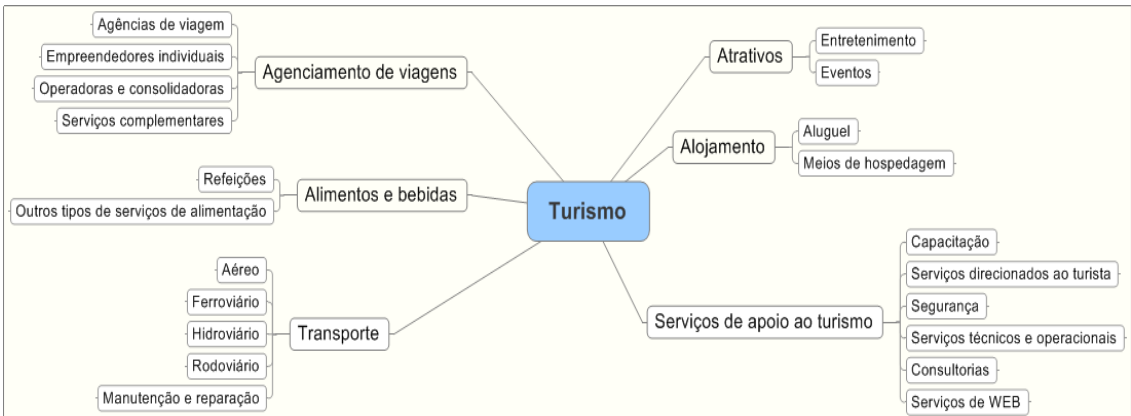 Agências de viagem
Empreendedores individuais
Operadoras e consolidadoras
Serviços complementares
Agenciamento de viagens
Refeições
Outros tipos de serviços de alimentação
Alimentos e bebidas
Aéreo
Ferroviário
Hidroviário
Rodoviário
Manutenção e reparação
Transporte
Turismo
Atrativos
Entretenimento
Eventos
Alojamento
Aluguel
Meios de hospedagem
Serviços de apoio ao turismo
Capacitação
Serviços direcionados ao turista
Segurança
Serviços técnicos e operacionais
Consultorias
Serviços de WEB